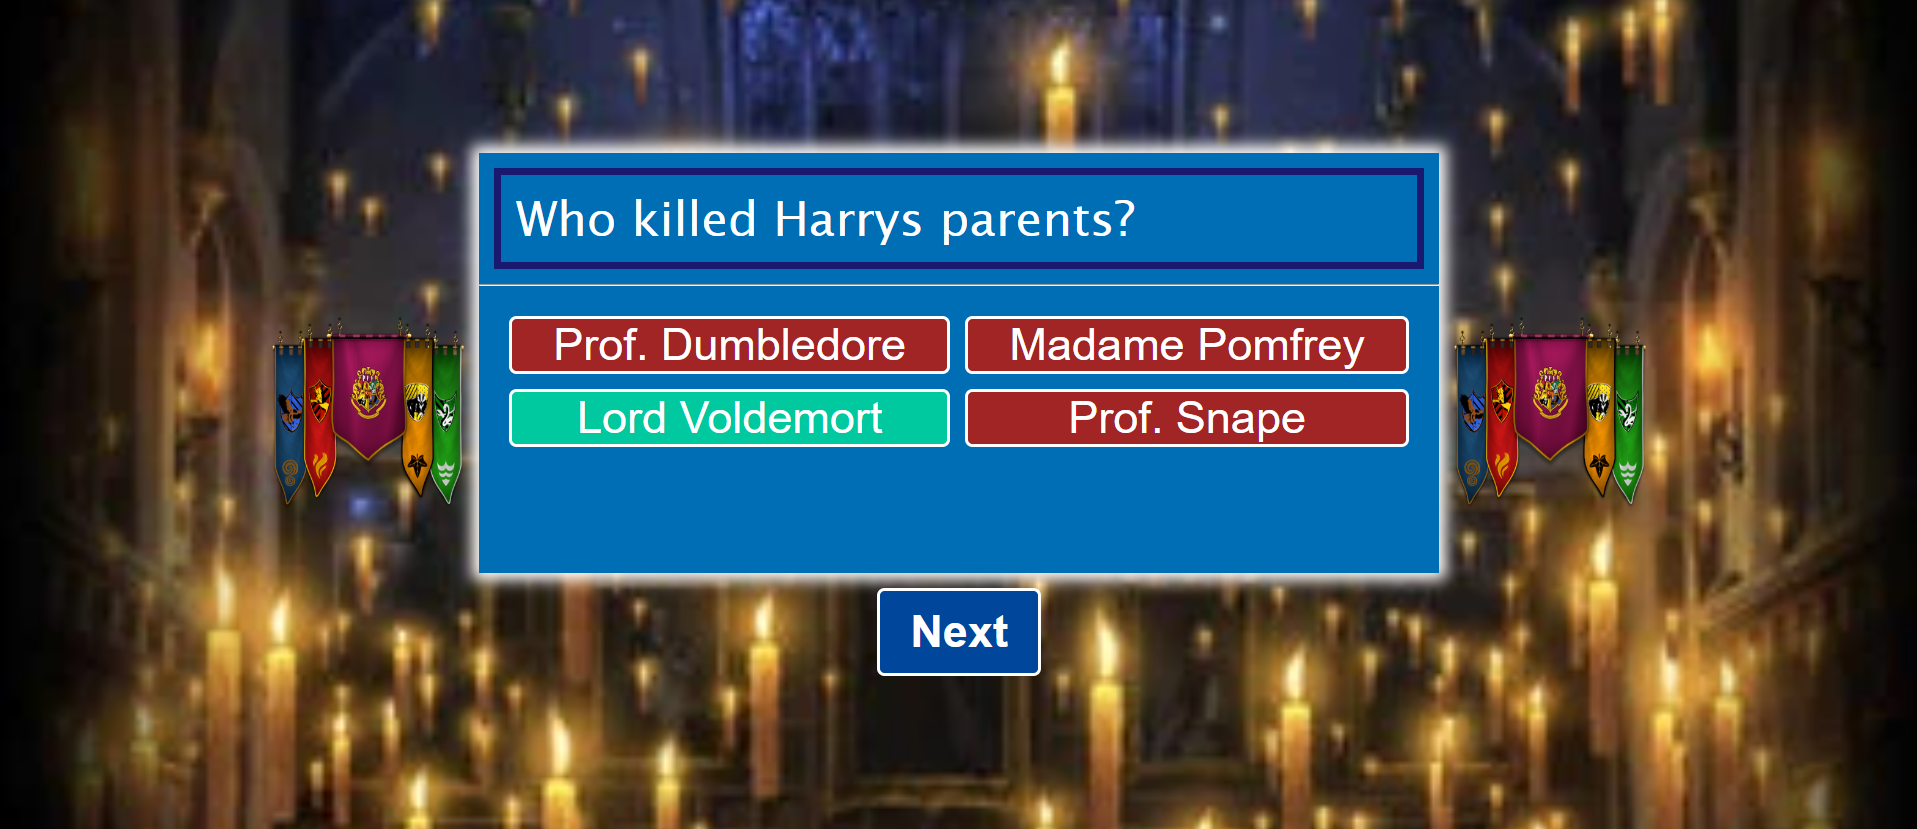 Who killed Harrys parents?
Prof. Dumbledore
Madame Pomfrey
Lord Voldemort
Prof. Snape
Next